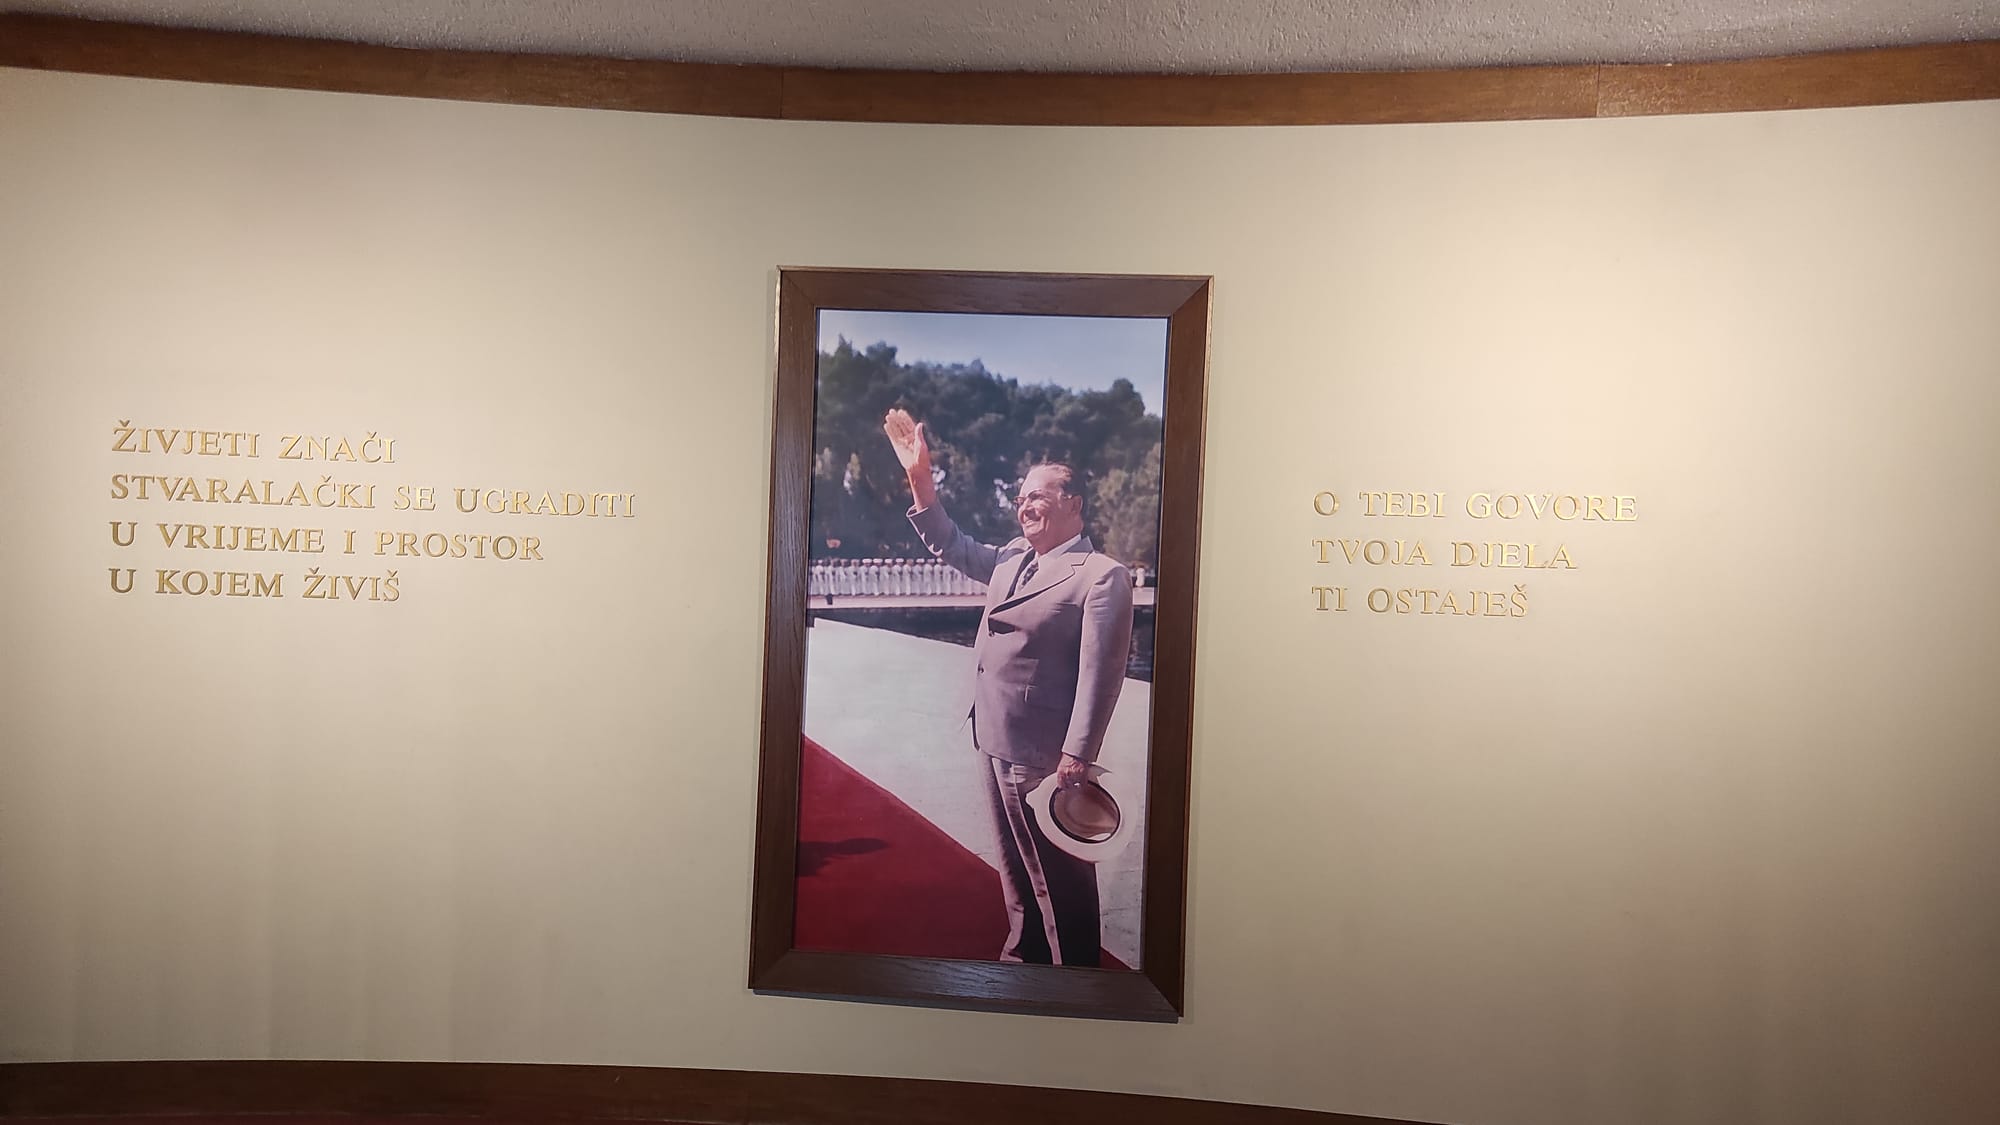 ŽIVJETI ZNAČI
STVARALAČKI SE UGRADITI
U VRIJEME I PROSTOR
U KOJEM ŽIVIŠ
O TEBI GOVORE
TVOJA DJELA
TI OSTAJEŠ